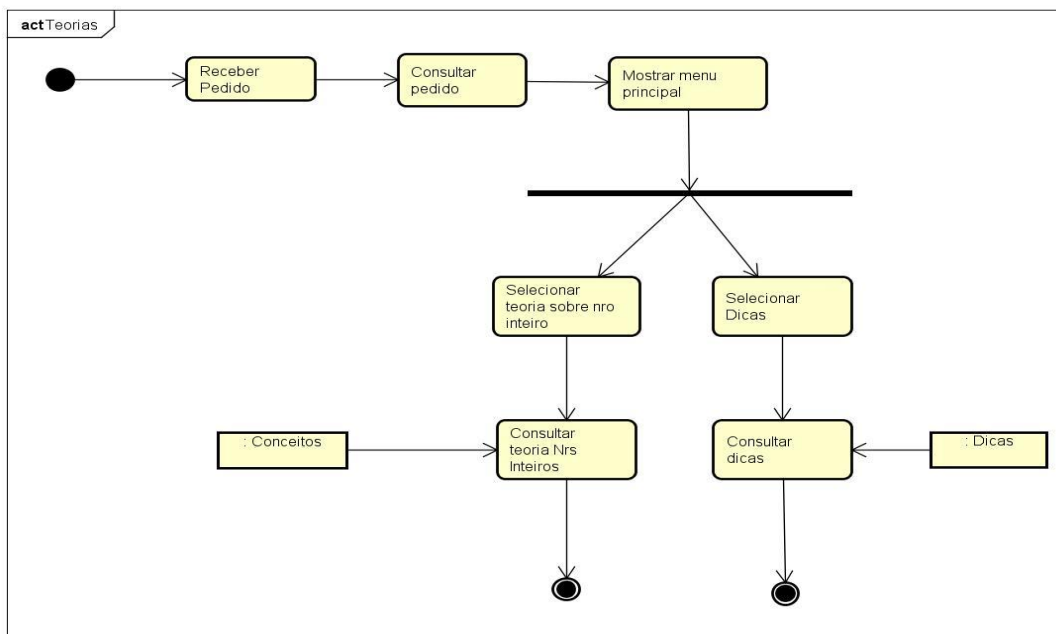 act Teorias
Receber
Pedido
Consultar
pedido
Mostrar menu
principal
Selecionar
teoria sobre nro
inteiro
Selecionar
Dicas
: Conceitos
Consultar
teoria Nrs
Inteiros
Consultar
dicas
: Dicas